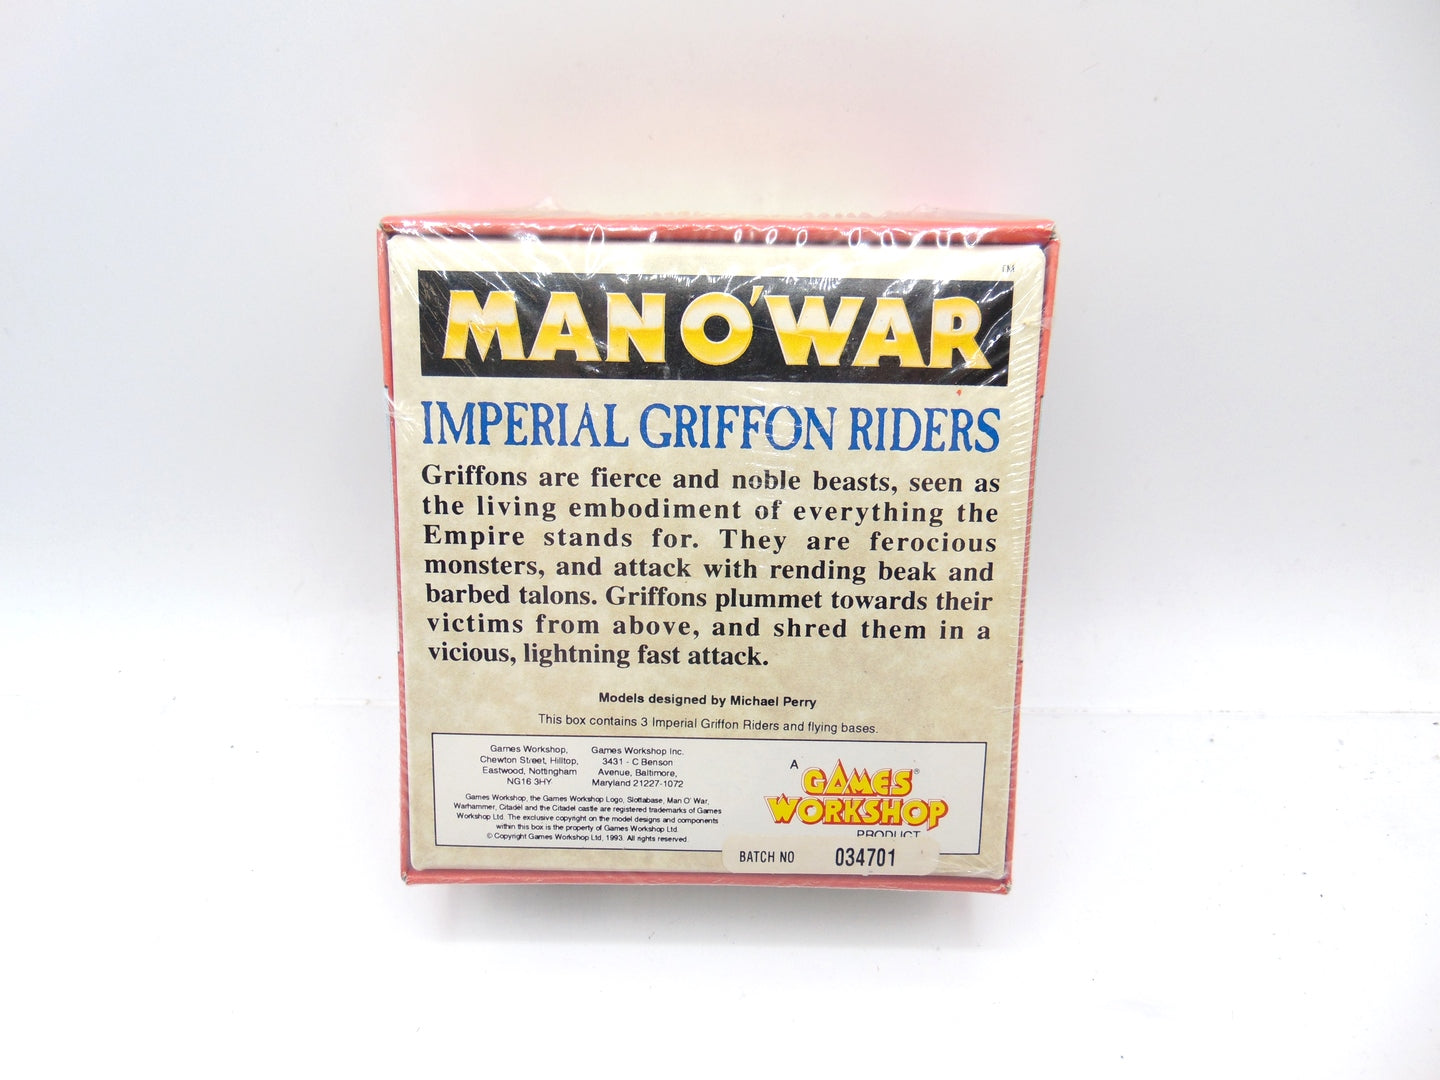 TM
MAN O' WAR
IMPERIAL GRIFFON RIDERS
Griffons are fierce and noble beasts, seen as
the living embodiment of everything the
Empire stands for. They are ferocious
monsters, and attack with rending beak and
barbed talons. Griffons plummet towards their
victims from above, and shred them in a
vicious, lightning fast attack.
Models designed by Michael Perry
This box contains 3 Imperial Griffon Riders and flying bases.
Games Workshop,
Chewton Street, Hilltop,
Eastwood, Nottingham
NG16 3HY
Games Workshop Inc.
3431 - C Benson
Avenue, Baltimore,
Maryland 21227-1072
Games Workshop, the Games Workshop Logo, Slottabase, Man O' War,
Warhammer, Citadel and the Citadel castle are registered trademarks of Games
Workshop Ltd. The exclusive copyright on the model designs and components
within this box is the property of Games Workshop Ltd.
© Copyright Games Workshop Ltd, 1993. All rights reserved.
A
GAMES®
WORKSHOP
PRODUCT
BATCH NO 034701